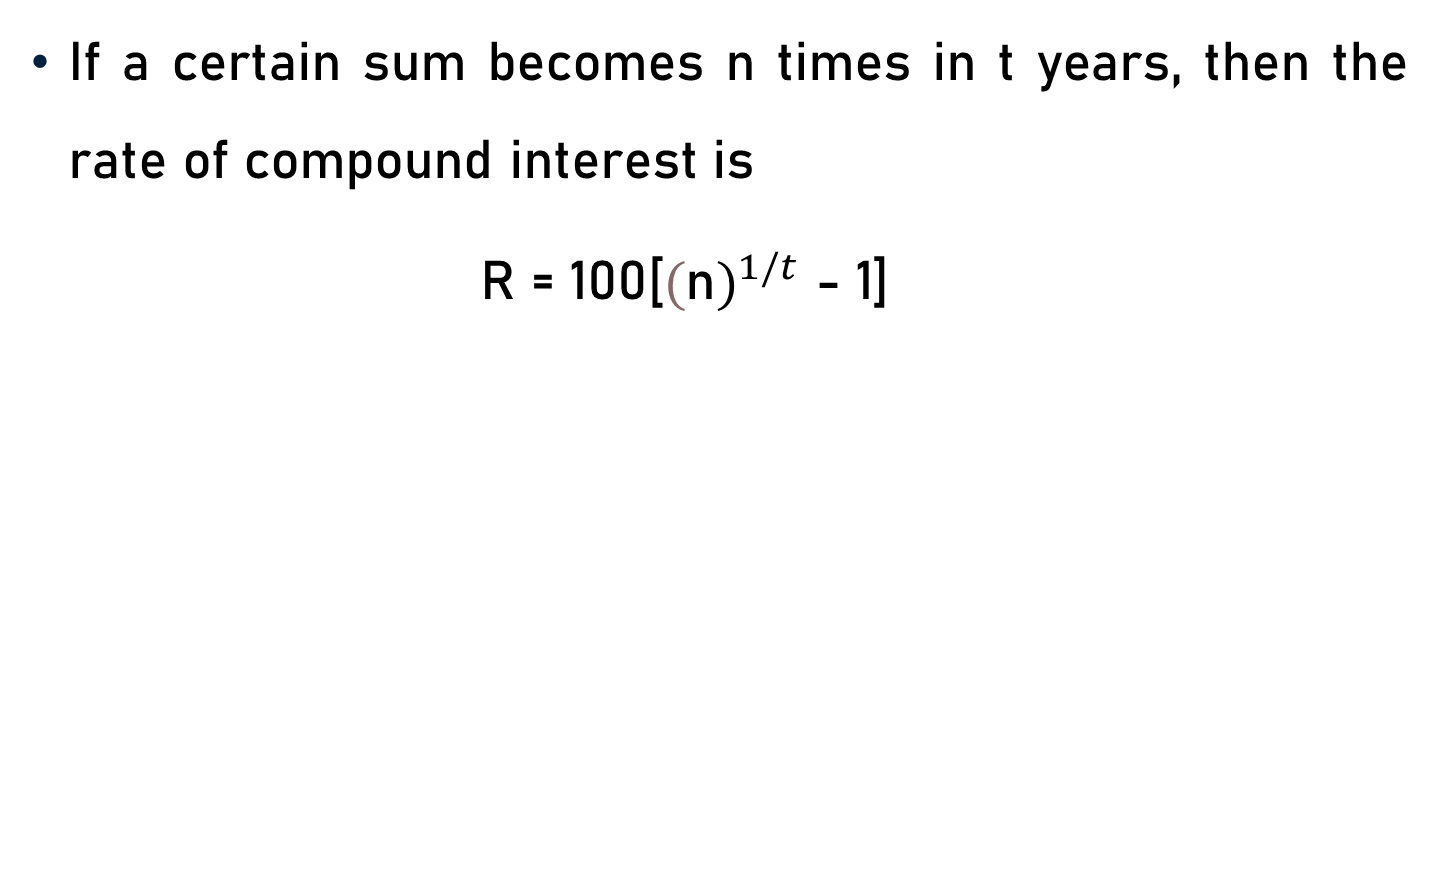 • If a certain sum becomes n times in t years, then the
rate of compound interest is
R = 100[(n)^{1/t} - 1]